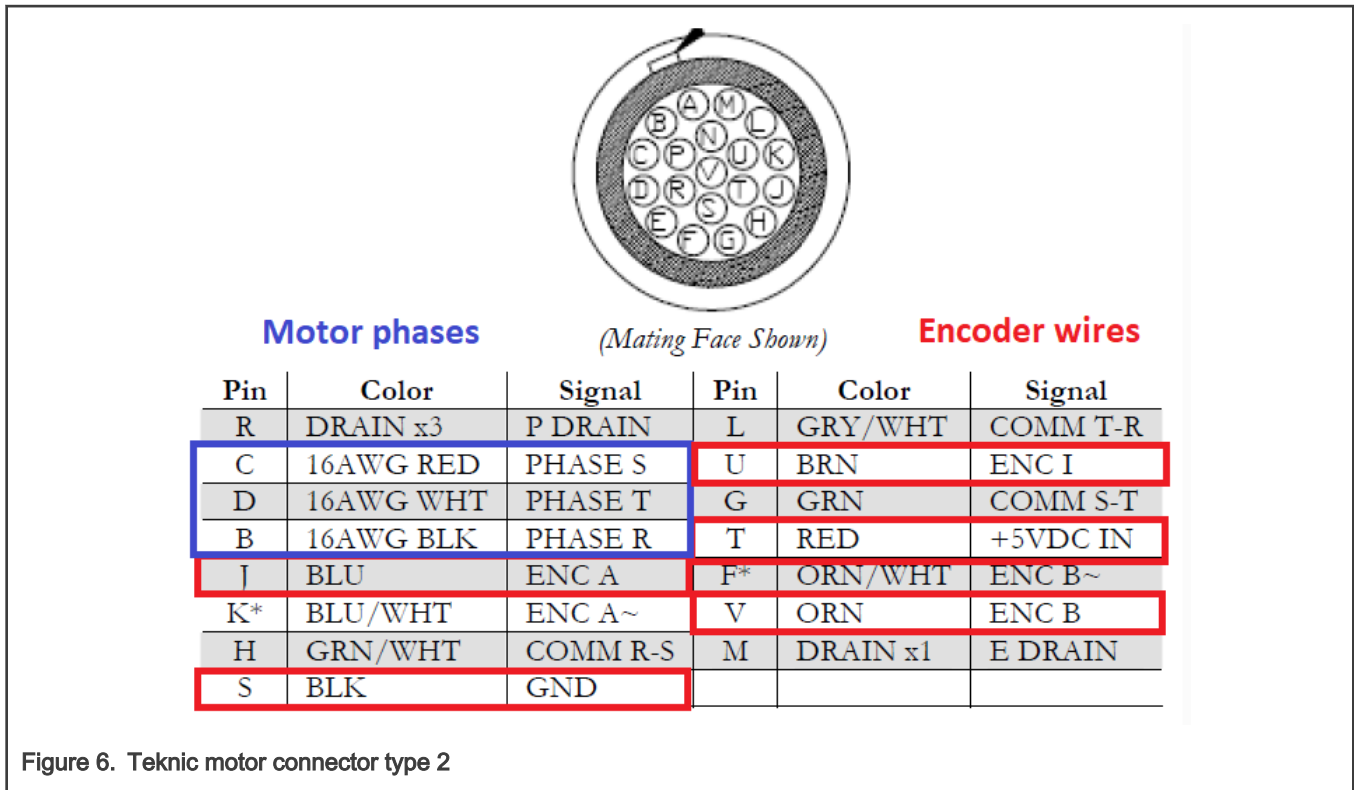 A M
B N L
C P U K
V
D R T J
S
E H
F G
Motor phases (Mating Face Shown) Encoder wires
Pin Color Signal Pin Color Signal
R DRAIN x3 P DRAIN L GRY/WHT COMM T-R
C 16AWG RED PHASE S U BRN ENC I
D 16AWG WHT PHASE T G GRN COMM S-T
B 16AWG BLK PHASE R T RED +5VDC IN
J BLU ENC A F* ORN/WHT ENC B~
K* BLU/WHT ENC A~ V ORN ENC B
H GRN/WHT COMM R-S M DRAIN x1 E DRAIN
S BLK GND
Figure 6. Teknic motor connector type 2